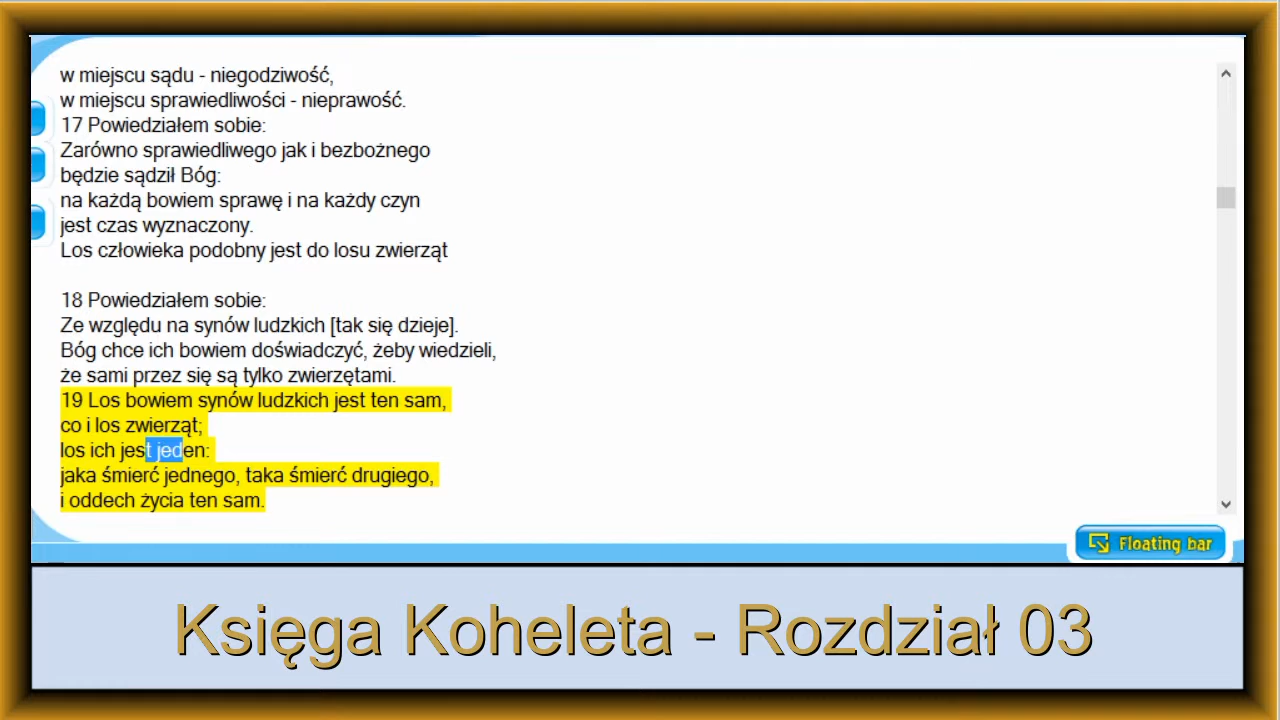 w miejscu sądu - niegodziwość,
w miejscu sprawiedliwości - nieprawość.
17 Powiedziałem sobie:
Zarówno sprawiedliwego jak i bezbożnego
będzie sądził Bóg:
na każdą bowiem sprawę i na każdy czyn
jest czas wyznaczony.
Los człowieka podobny jest do losu zwierząt
18 Powiedziałem sobie:
Ze względu na synów ludzkich [tak się dzieje].
Bóg chce ich bowiem doświadczyć, żeby wiedzieli,
że sami przez się są tylko zwierzętami.
19 Los bowiem synów ludzkich jest ten sam,
co i los zwierząt;
los ich jest jeden:
jaka śmierć jednego, taka śmierć drugiego,
i oddech życia ten sam.
Floating bar
Księga Koheleta - Rozdział 03